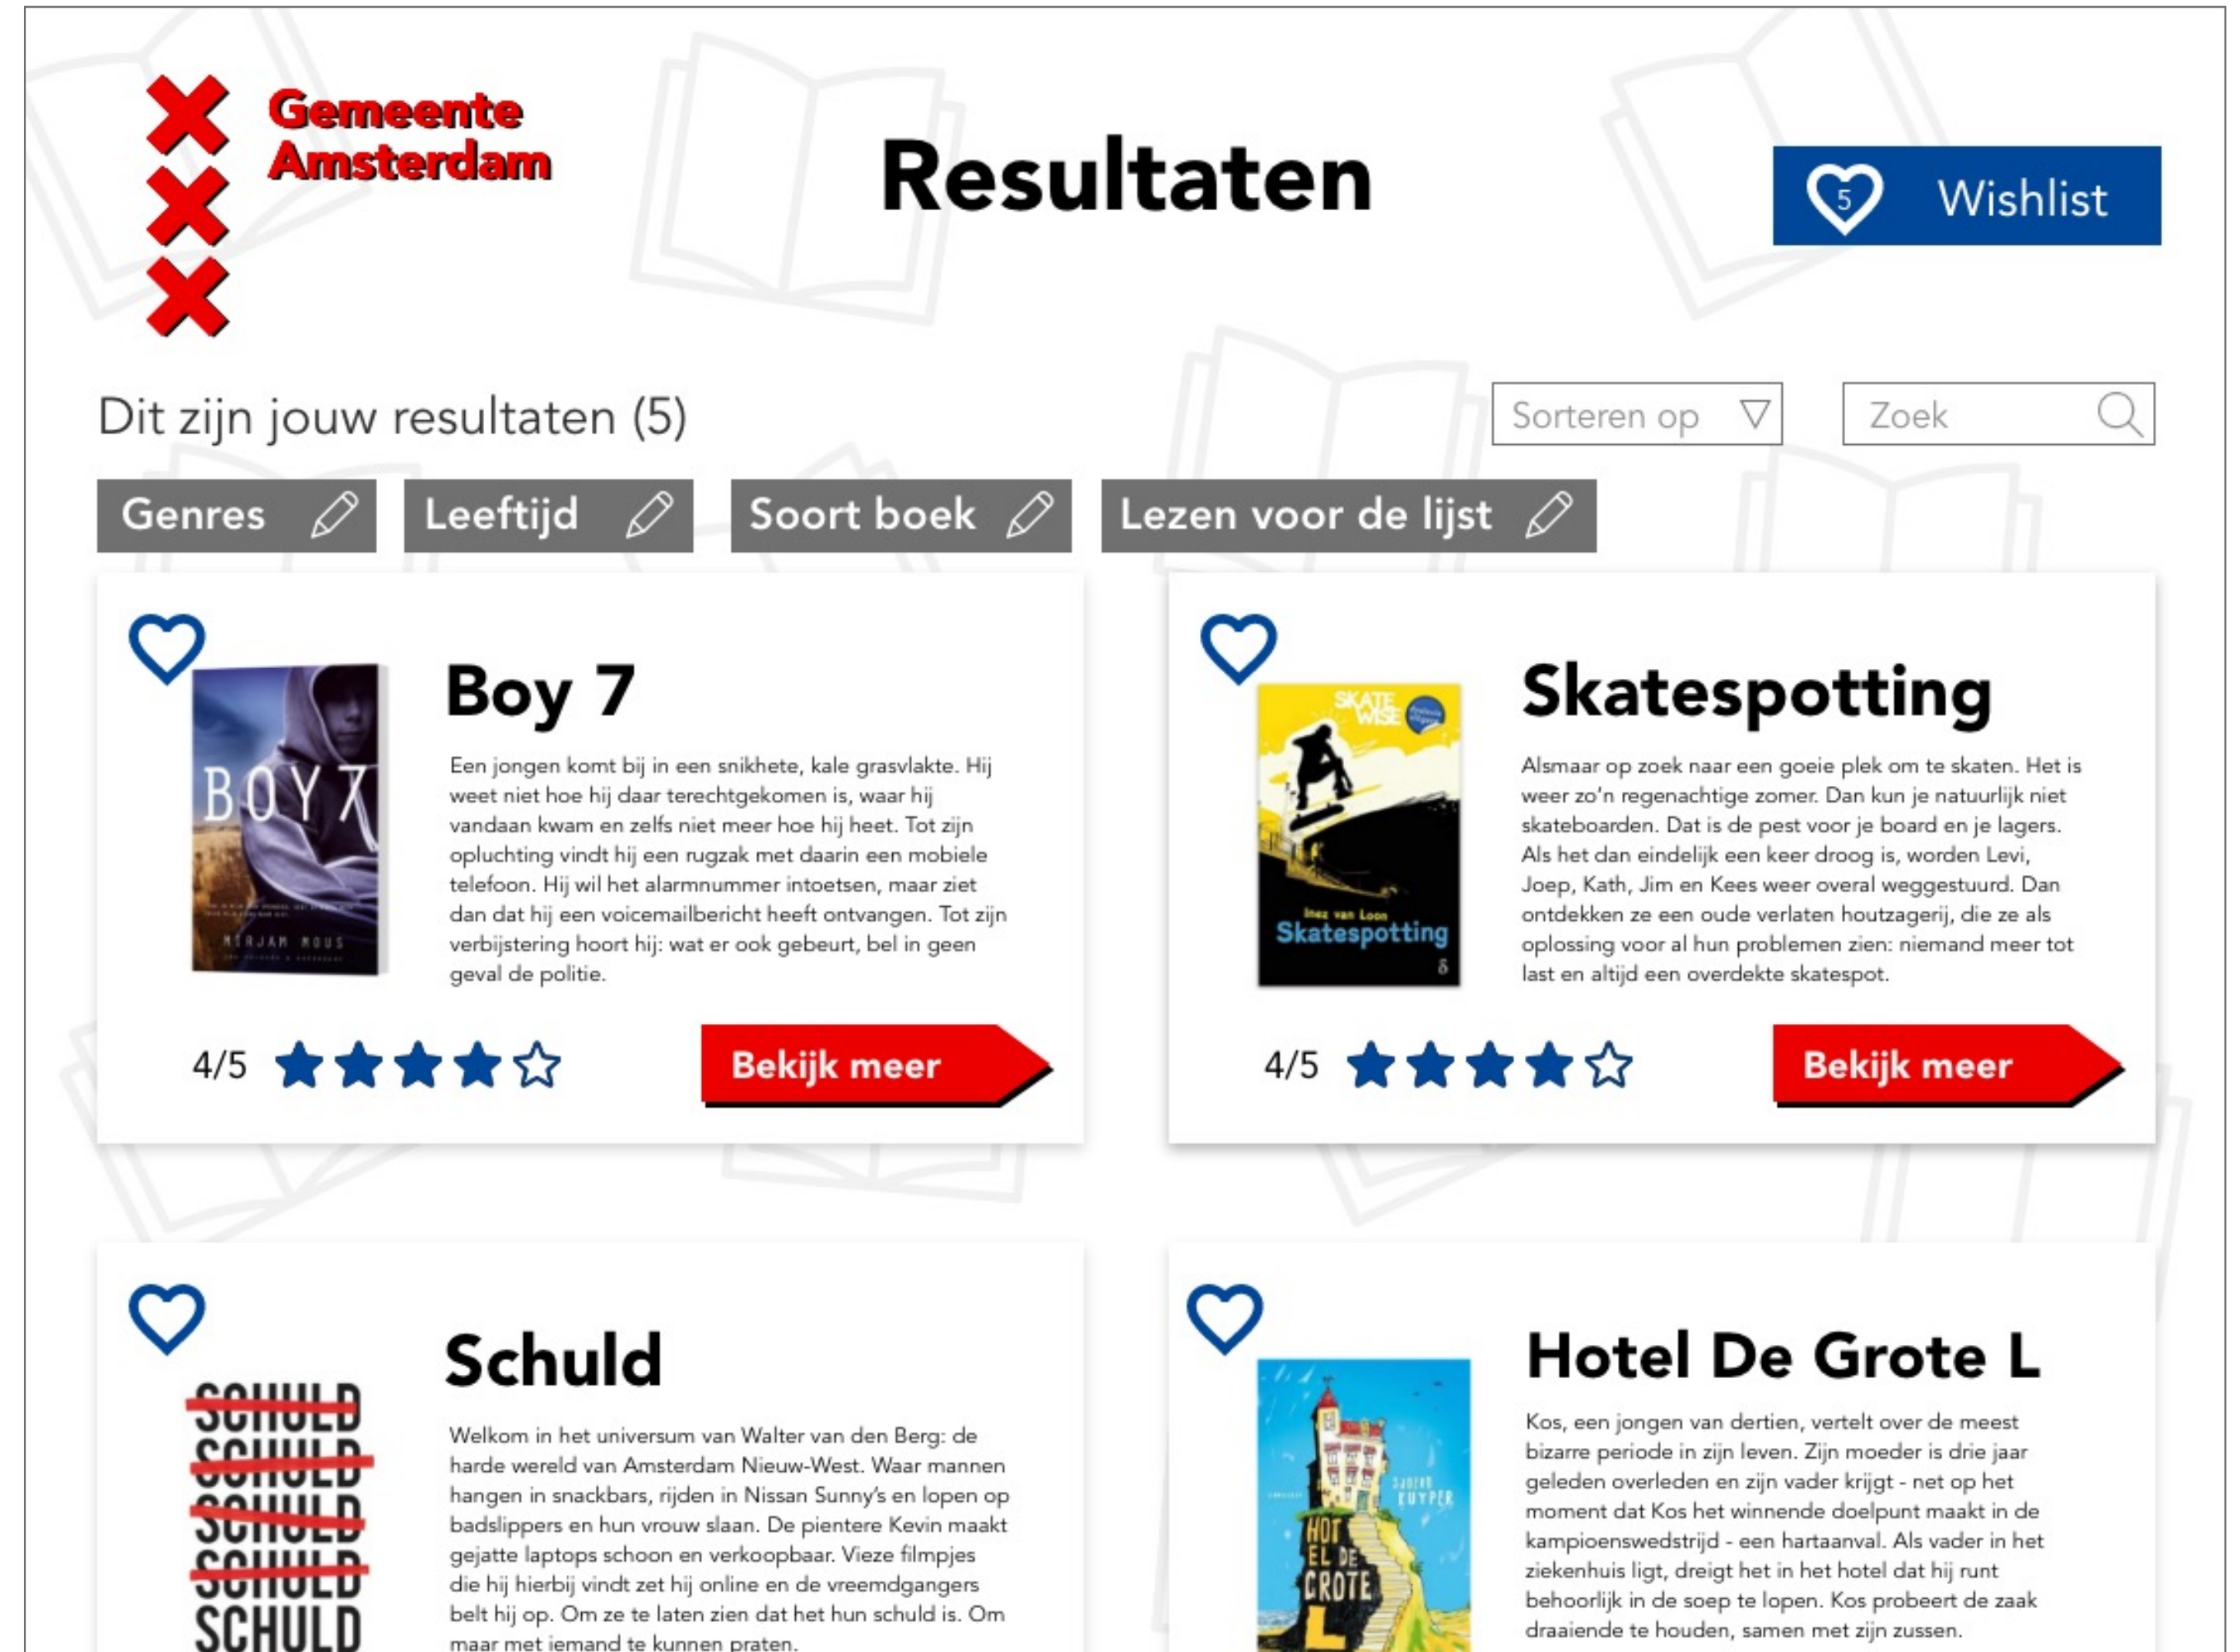 Gemeente
Amsterdam
Resultaten
5 Wishlist
Dit zijn jouw resultaten (5)
Sorteren op
Zoek
Genres
Leeftijd
Soort boek
Lezen voor de lijst
BOY 7
MIRJAM MOUS
Boy 7
Een jongen komt bij in een snikhete, kale grasvlakte. Hij
weet niet hoe hij daar terechtgekomen is, waar hij
vandaan kwam en zelfs niet meer hoe hij heet. Tot zijn
opluchting vindt hij een rugzak met daarin een mobiele
telefoon. Hij wil het alarmnummer intoetsen, maar ziet
dan dat hij een voicemailbericht heeft ontvangen. Tot zijn
verbijstering hoort hij: wat er ook gebeurt, bel in geen
geval de politie.
4/5
Bekijk meer
SKATE
WISE
Inez van Loon
Skatespotting
Skatespotting
Alsmaar op zoek naar een goeie plek om te skaten. Het is
weer zo'n regenachtige zomer. Dan kun je natuurlijk niet
skateboarden. Dat is de pest voor je board en je lagers.
Als het dan eindelijk een keer droog is, worden Levi,
Joep, Kath, Jim en Kees weer overal weggestuurd. Dan
ontdekken ze een oude verlaten houtzagerij, die ze als
oplossing voor al hun problemen zien: niemand meer tot
last en altijd een overdekte skatespot.
4/5
Bekijk meer
SCHULD
SCHULD
SCHULD
SCHULD
SCHULD
Schuld
Welkom in het universum van Walter van den Berg: de
harde wereld van Amsterdam Nieuw-West. Waar mannen
hangen in snackbars, rijden in Nissan Sunny's en lopen op
badslippers en hun vrouw slaan. De pientere Kevin maakt
gejatte laptops schoon en verkoopbaar. Vieze filmpjes
die hij hierbij vindt zet hij online en de vreemdgangers
belt hij op. Om ze te laten zien dat het hun schuld is. Om
maar met iemand te kunnen praten.
SJOERD
KUYPER
HOT
EL DE
GROTE
L
Hotel De Grote L
Kos, een jongen van dertien, vertelt over de meest
bizarre periode in zijn leven. Zijn moeder is drie jaar
geleden overleden en zijn vader krijgt - net op het
moment dat Kos het winnende doelpunt maakt in de
kampioenswedstrijd - een hartaanval. Als vader in het
ziekenhuis ligt, dreigt het in het hotel dat hij runt
behoorlijk in de soep te lopen. Kos probeert de zaak
draaiende te houden, samen met zijn zussen.